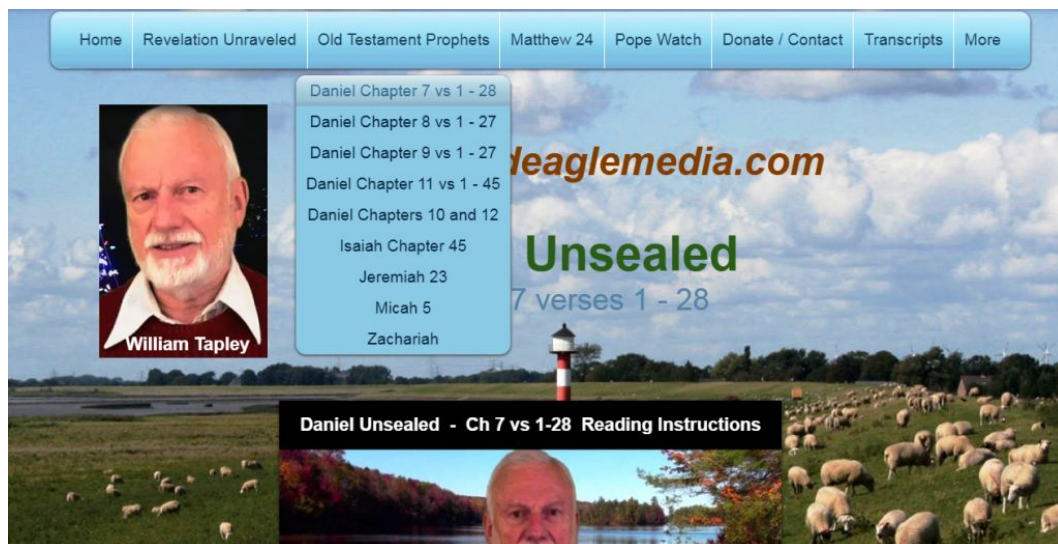 Home Revelation Unraveled Old Testament Prophets Matthew 24 Pope Watch Donate / Contact Transcripts More
Daniel Chapter 7 vs 1 - 28
Daniel Chapter 8 vs 1 - 27
Daniel Chapter 9 vs 1 - 27
Daniel Chapter 11 vs 1 - 45
Daniel Chapters 10 and 12
Isaiah Chapter 45
Jeremiah 23
Micah 5
Zachariah
deaglemedia.com
Unsealed
7 verses 1 - 28
William Tapley
Daniel Unsealed - Ch 7 vs 1-28 Reading Instructions